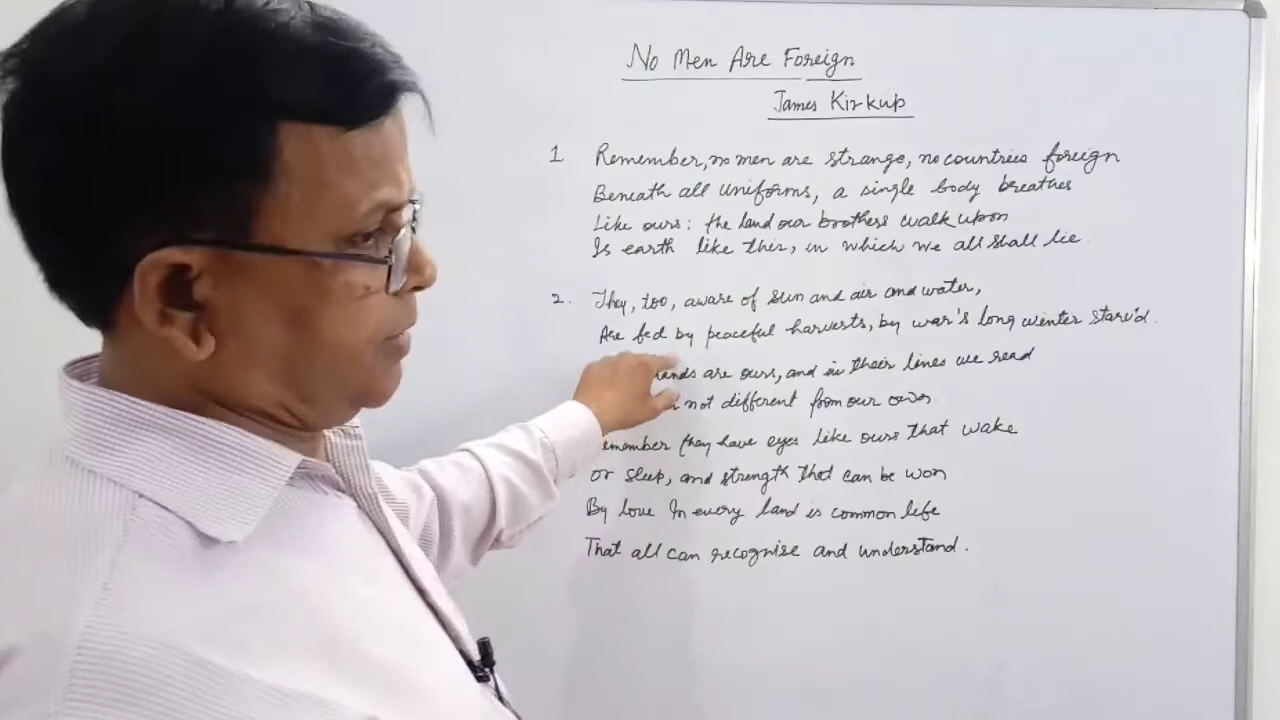 No Men Are Foreign
James Kirkup
1 Remember, no men are strange, no countries foreign
Beneath all uniforms, a single body breathes
Like ours: the land our brothers walk upon
Is earth like this, in which we all shall lie
2. They, too, aware of sun and air and water,
Are fed by peaceful harvests, by war's long winter starv'd.
are ours, and in their lines we read
not different from our own.
emember they have eyes like ours that wake
or sleep, and strength that can be won
By love In every land is common life
That all can recognise and understand.